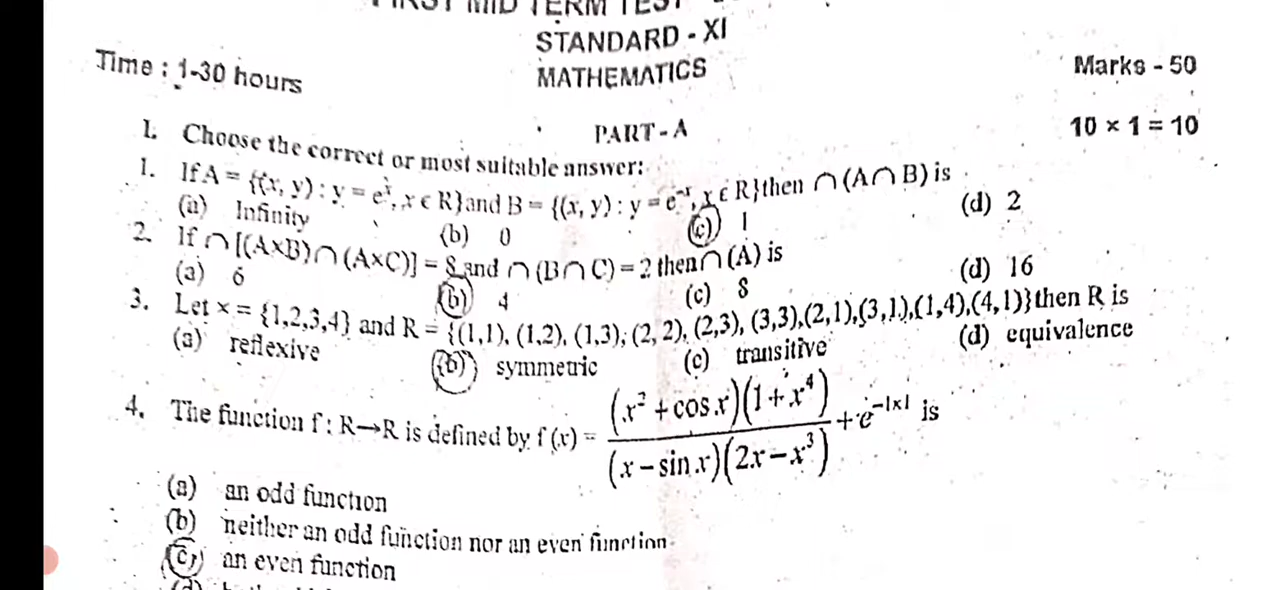 FIRST MID TERM TEST
STANDARD - XI
Time : 1-30 hours
MATHEMATICS
Marks - 50
PART - A
10 × 1 = 10
I. Choose the correct or most suitable answer:
1. If A = {(x, y) : y = eˣ, x ∈ R} and B = {(x, y) : y = e⁻ˣ, x ∈ R} then ∩ (A∩B) is
(a) Infinity (b) 0 (c) 1 (d) 2
2. If ∩ [(A×B)∩(A×C)] = 8 and ∩ (B∩C) = 2 then ∩ (A) is
(a) 6 (b) 4 (c) 8 (d) 16
3. Let x = {1,2,3,4} and R = {(1,1), (1,2), (1,3); (2, 2), (2,3), (3,3),(2,1),(3,1),(1,4),(4,1)} then R is
(a) reflexive (b) symmetric (c) transitive (d) equivalence
4. The function f : R→R is defined by f (x) = (x² + cos x)(1 + x⁴) / (x − sin x)(2x − x³) + e^−|x| is
(a) an odd function
(b) neither an odd function nor an even function
(c) an even function